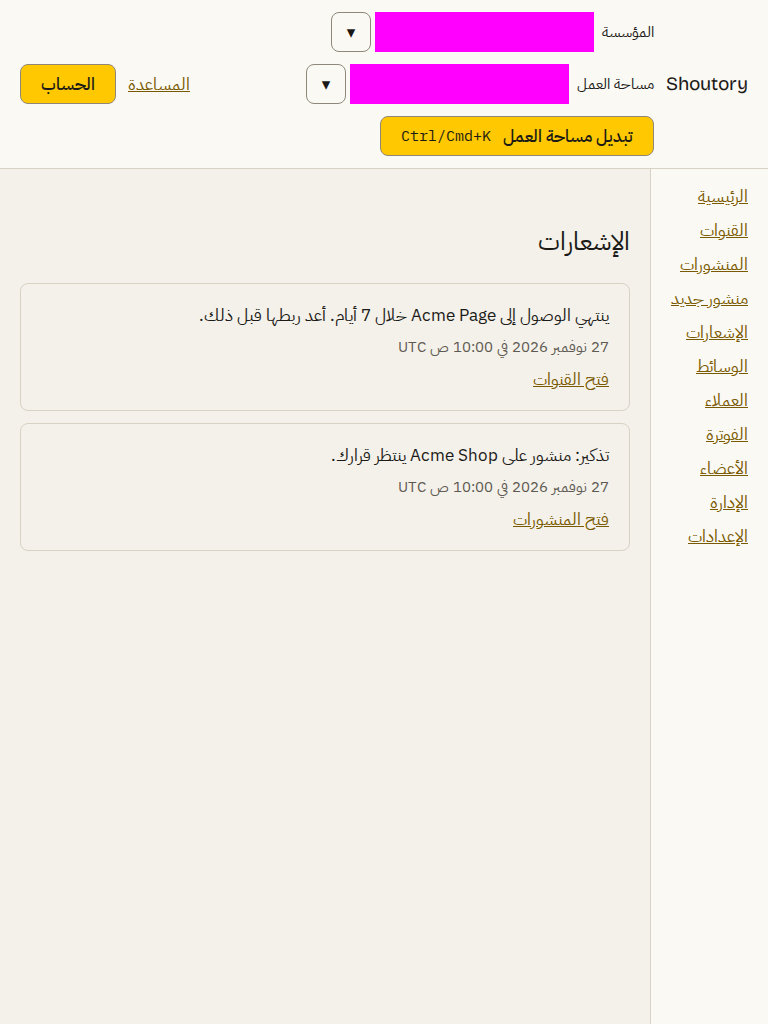 المؤسسة ▼
Shoutory
مساحة العمل ▼
تبديل مساحة العمل Ctrl/Cmd+K
المساعدة
الحساب
الرئيسية
القنوات
المنشورات
منشور جديد
الإشعارات
الوسائط
العملاء
الفوترة
الأعضاء
الإدارة
الإعدادات
الإشعارات
ينتهي الوصول إلى Acme Page خلال 7 أيام. أعد ربطها قبل ذلك.
27 نوفمبر 2026 في 10:00 ص UTC
فتح القنوات
تذكير: منشور على Acme Shop ينتظر قرارك.
27 نوفمبر 2026 في 10:00 ص UTC
فتح المنشورات